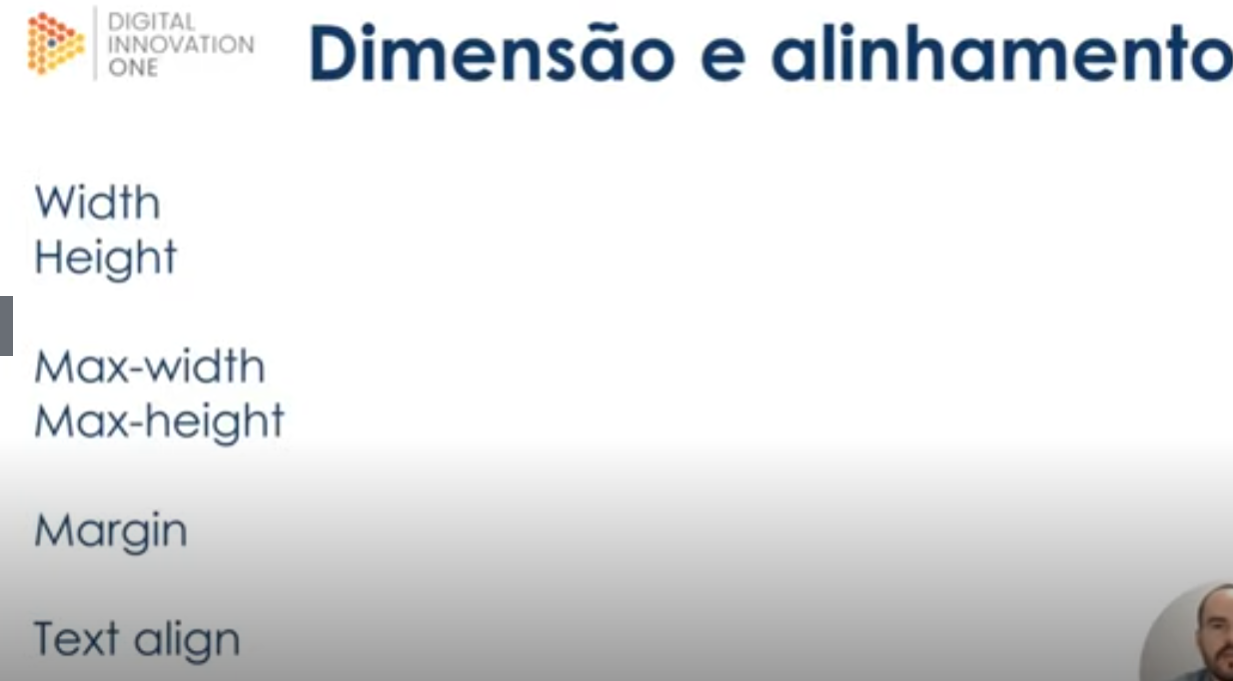 DIGITAL
INNOVATION
ONE
Dimensão e alinhamento
Width
Height
Max-width
Max-height
Margin
Text align